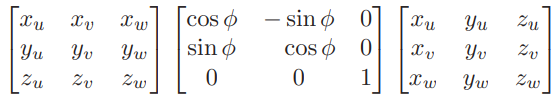 x_u x_v x_w cos ϕ − sin ϕ 0 x_u y_u z_u
y_u y_v y_w sin ϕ cos ϕ 0 x_v y_v z_v
z_u z_v z_w 0 0 1 x_w y_w z_w